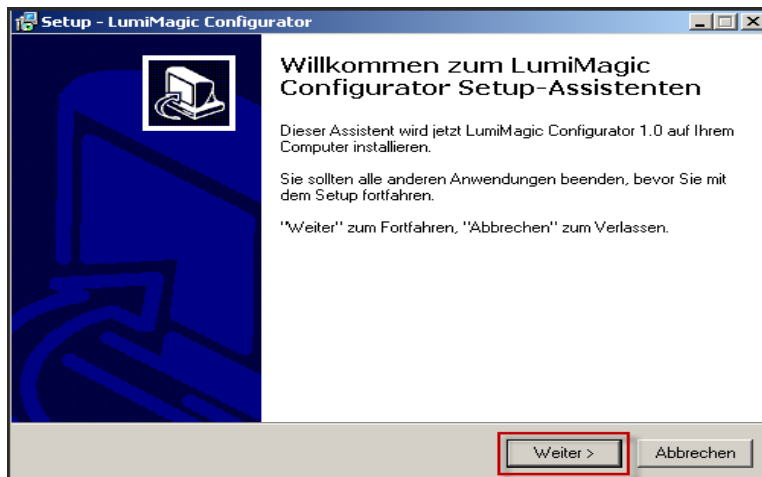 Setup - LumiMagic Configurator
Willkommen zum LumiMagic
Configurator Setup-Assistenten
Dieser Assistent wird jetzt LumiMagic Configurator 1.0 auf Ihrem
Computer installieren.
Sie sollten alle anderen Anwendungen beenden, bevor Sie mit
dem Setup fortfahren.
"Weiter" zum Fortfahren, "Abbrechen" zum Verlassen.
Weiter >
Abbrechen